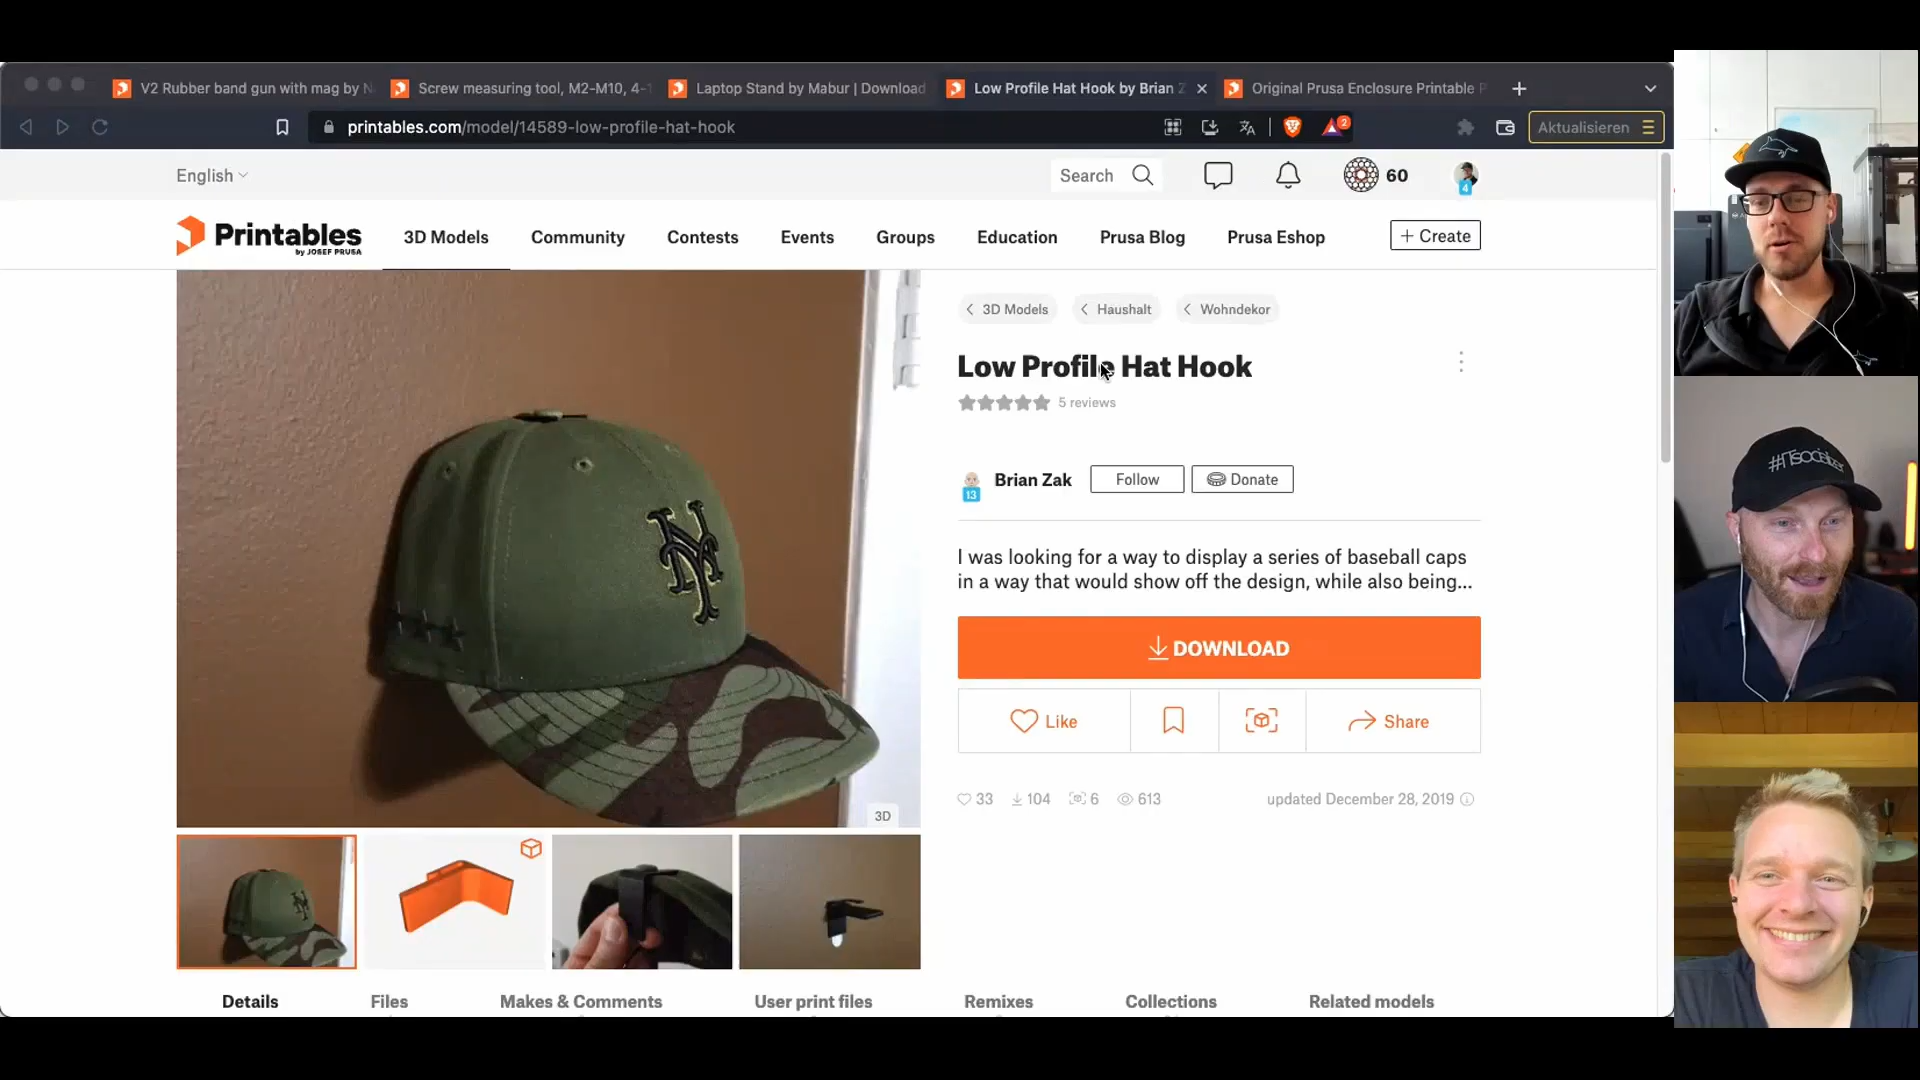 V2 Rubber band gun with mag by N
Screw measuring tool, M2-M10, 4-1
Laptop Stand by Mabur | Download
Low Profile Hat Hook by Brian Z
Original Prusa Enclosure Printable P
printables.com/model/14589-low-profile-hat-hook
2
Aktualisieren
English
Search
60
4
Printables
by JOSEF PRUSA
3D Models
Community
Contests
Events
Groups
Education
Prusa Blog
Prusa Eshop
+ Create
3D Models
Haushalt
Wohndekor
Low Profile Hat Hook
5 reviews
13
Brian Zak
Follow
Donate
I was looking for a way to display a series of baseball caps
in a way that would show off the design, while also being...
DOWNLOAD
Like
Share
33
104
6
613
updated December 28, 2019
NY
3D
Details
Files
Makes & Comments
User print files
Remixes
Collections
Related models